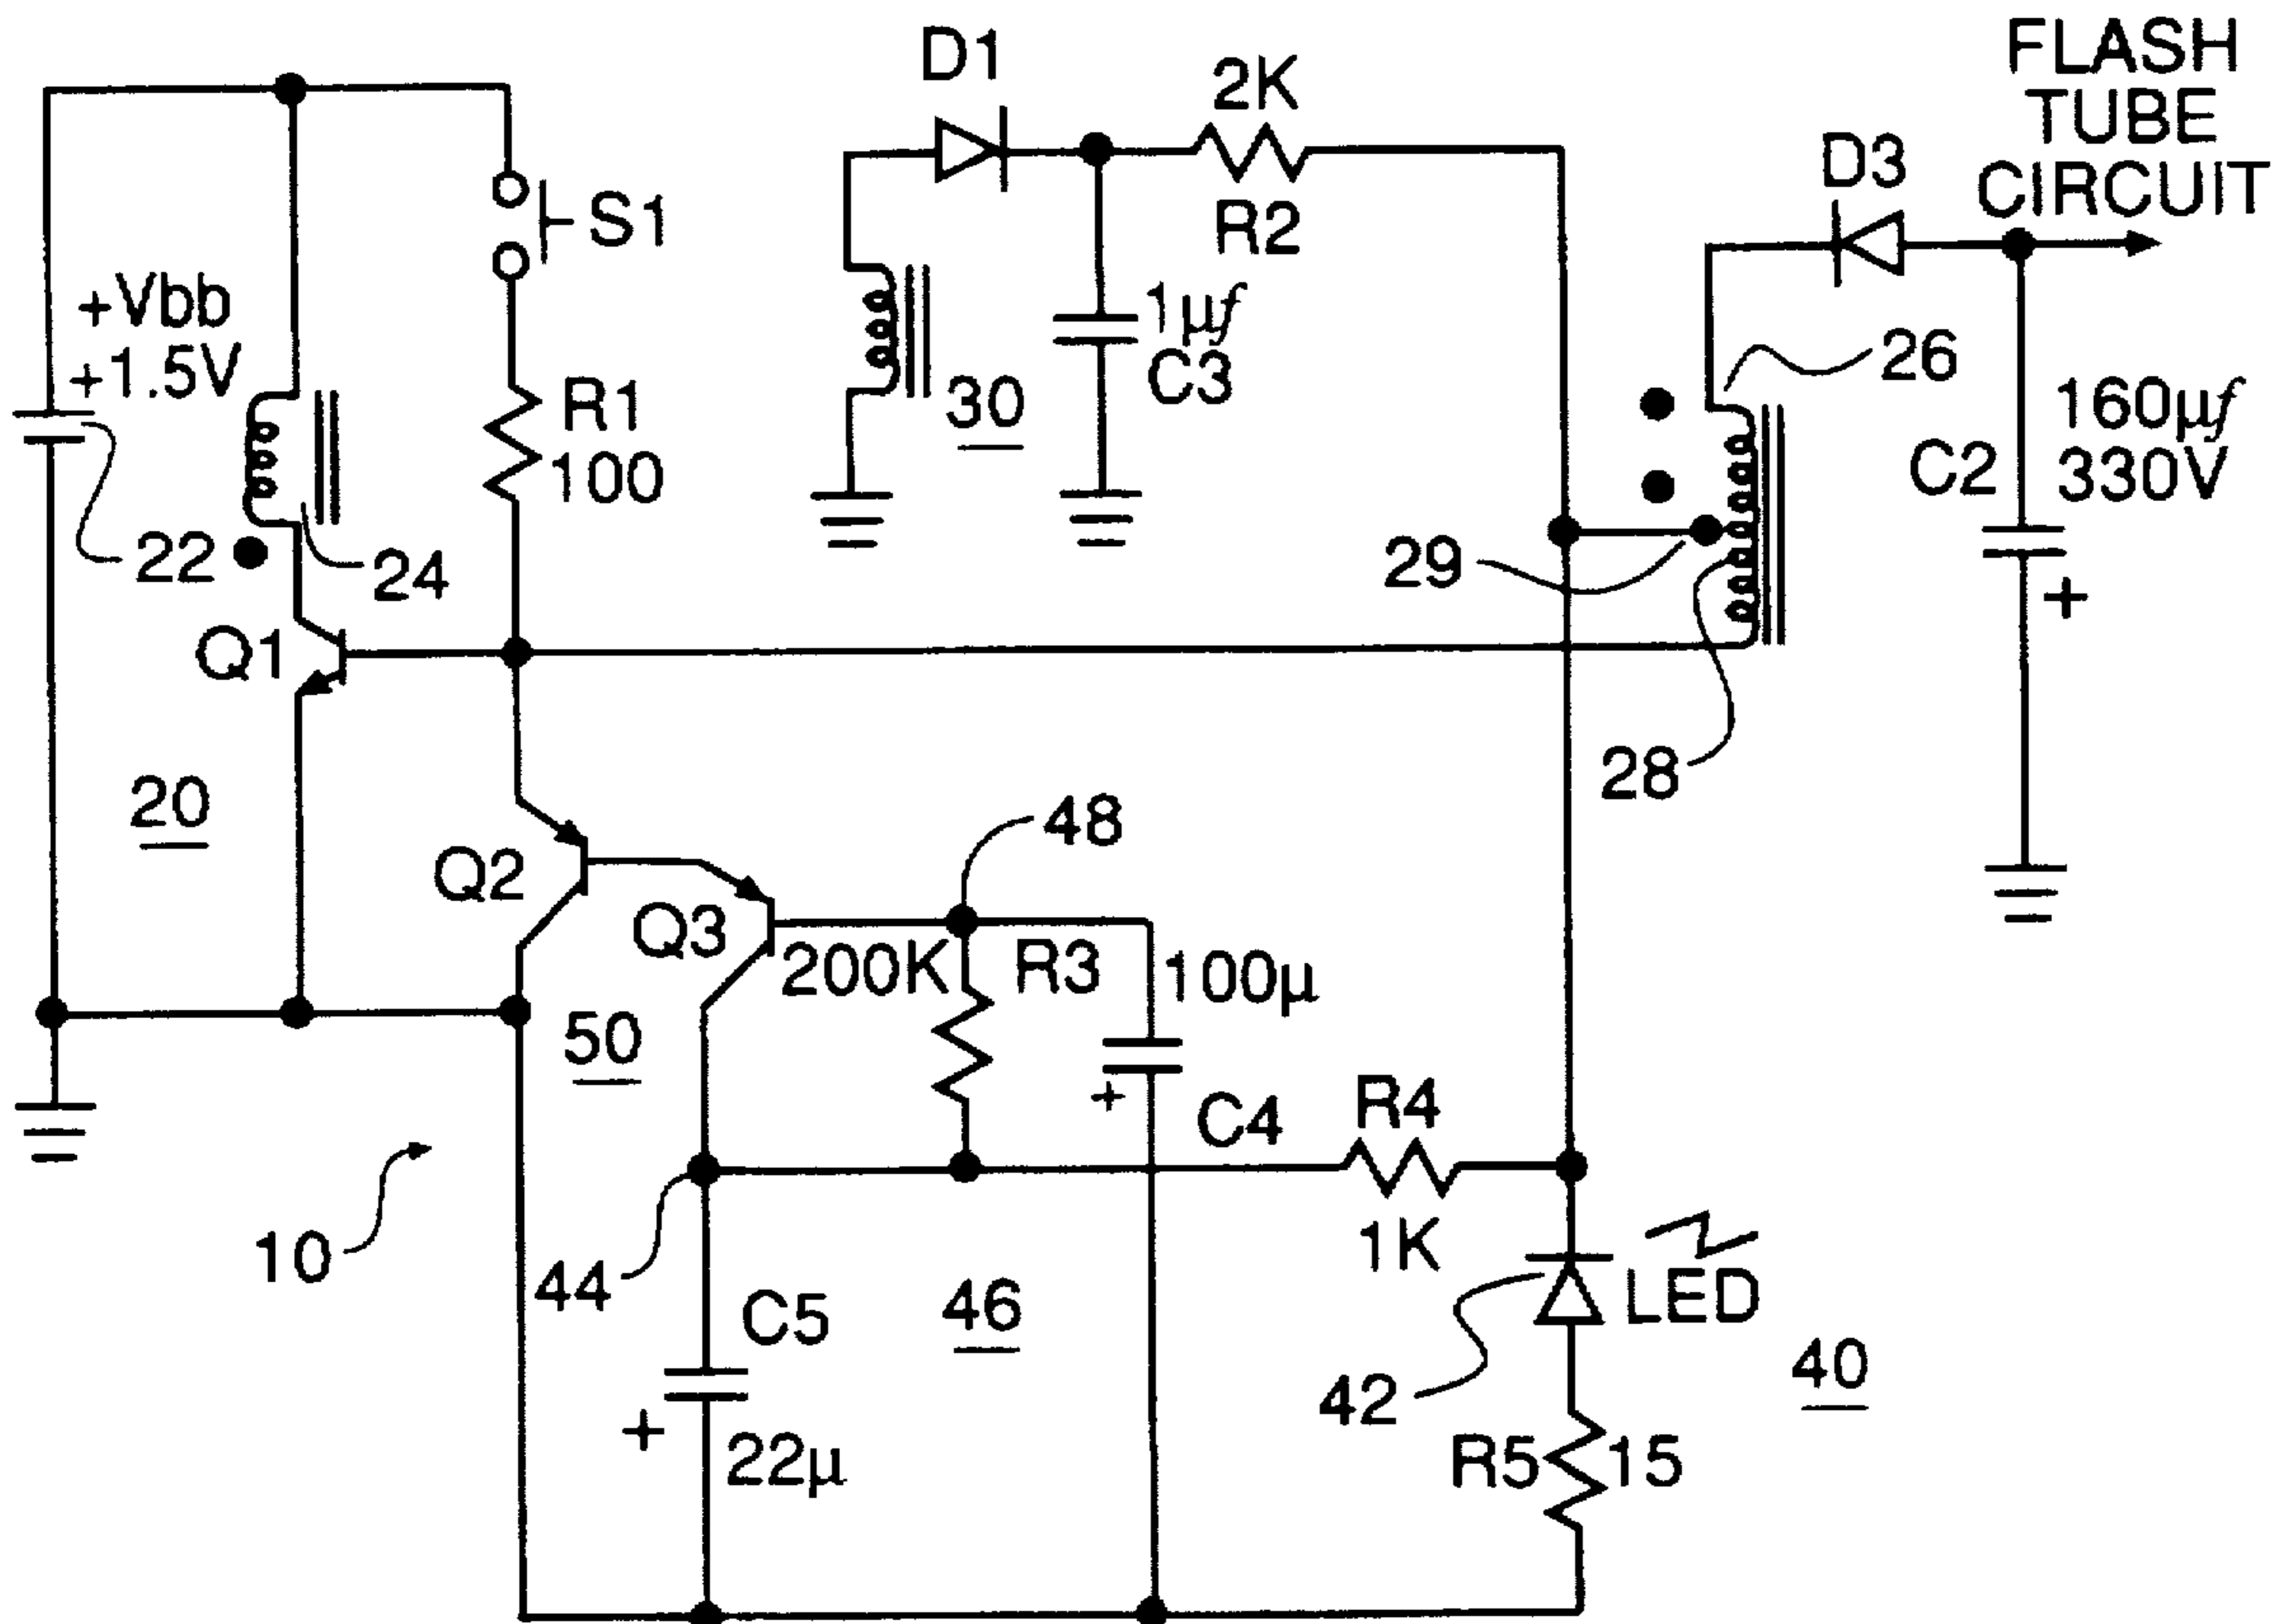 D1
2K
R2
FLASH
TUBE
CIRCUIT
D3
S1
+Vbb
+1.5V
R1
100
1µf
C3
30
26
160µf
330V
C2
+
22
24
29
Q1
28
20
48
Q2
Q3
200K
R3
100µ
50
+
C4
R4
1K
10
44
C5
46
LED
42
40
+
22µ
R5
15